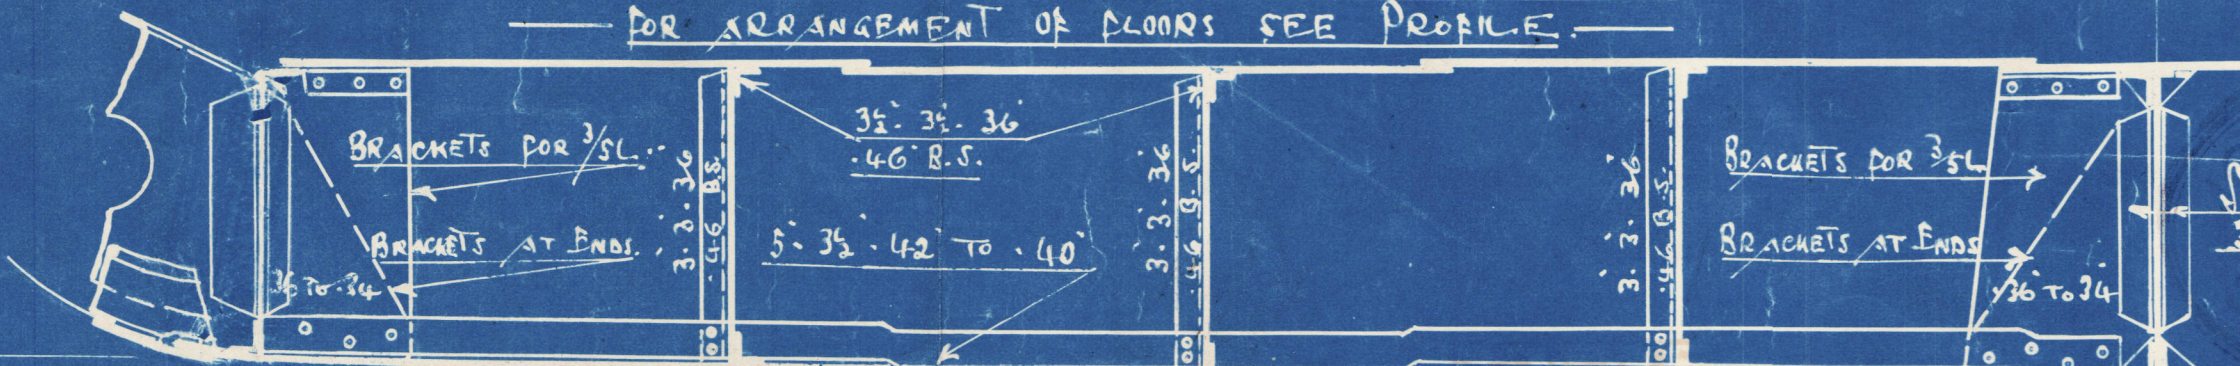 FOR ARRANGEMENT OF FLOORS SEE PROFILE.
BRACKETS FOR 3/5L.
BRACKETS AT ENDS.
36 TO .34
3" . 3" . 36
.46 B.S.
3½" . 3½" . 36"
.46" B.S.
5" . 3½" . 42" TO .40"
3" . 3 . 36
.46 B.S.
3" . 3" . 36
.46 B.S.
BRACKETS FOR 3/5L
BRACKETS AT ENDS
.36" TO 34"